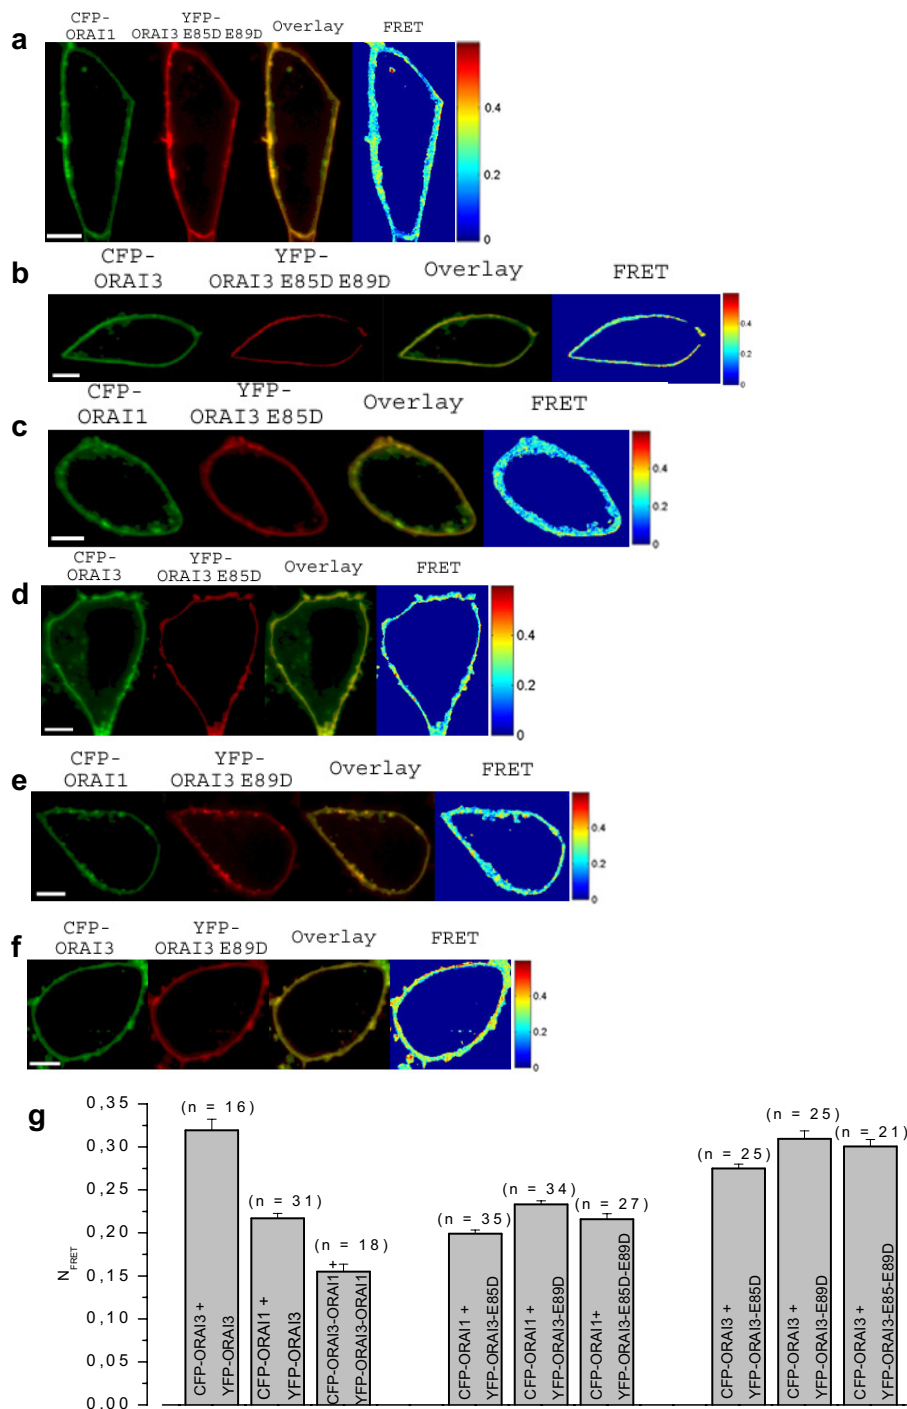 a
CFP-
ORAI1
YFP-
ORAI3 E85D E89D
Overlay
FRET
0.4
0.2
0
b
CFP-
ORAI3
YFP-
ORAI3 E85D E89D
Overlay
FRET
0.4
0.2
0
c
CFP-
ORAI1
YFP-
ORAI3 E85D
Overlay
FRET
0.4
0.2
0
d
CFP-
ORAI3
YFP-
ORAI3 E85D
Overlay
FRET
0.4
0.2
0
e
CFP-
ORAI1
YFP-
ORAI3 E89D
Overlay
FRET
0.4
0.2
0
f
CFP-
ORAI3
YFP-
ORAI3 E89D
Overlay
FRET
0.4
0.2
0
g
N FRET
0,35
0,30
0,25
0,20
0,15
0,10
0,05
0,00
(n = 16)
(n = 31)
(n = 18)
(n = 35)
(n = 34)
(n = 27)
(n = 25)
(n = 25)
(n = 21)
CFP-ORAI3 +
YFP-ORAI3
CFP-ORAI1 +
YFP-ORAI3
CFP-ORAI3-ORAI1 +
YFP-ORAI3-ORAI1
CFP-ORAI1 +
YFP-ORAI3-E85D
CFP-ORAI1 +
YFP-ORAI3-E89D
CFP-ORAI1+
YFP-ORAI3-E85D-E89D
CFP-ORAI3 +
YFP-ORAI3-E85D
CFP-ORAI3 +
YFP-ORAI3-E89D
CFP-ORAI3 +
YFP-ORAI3-E85-E89D